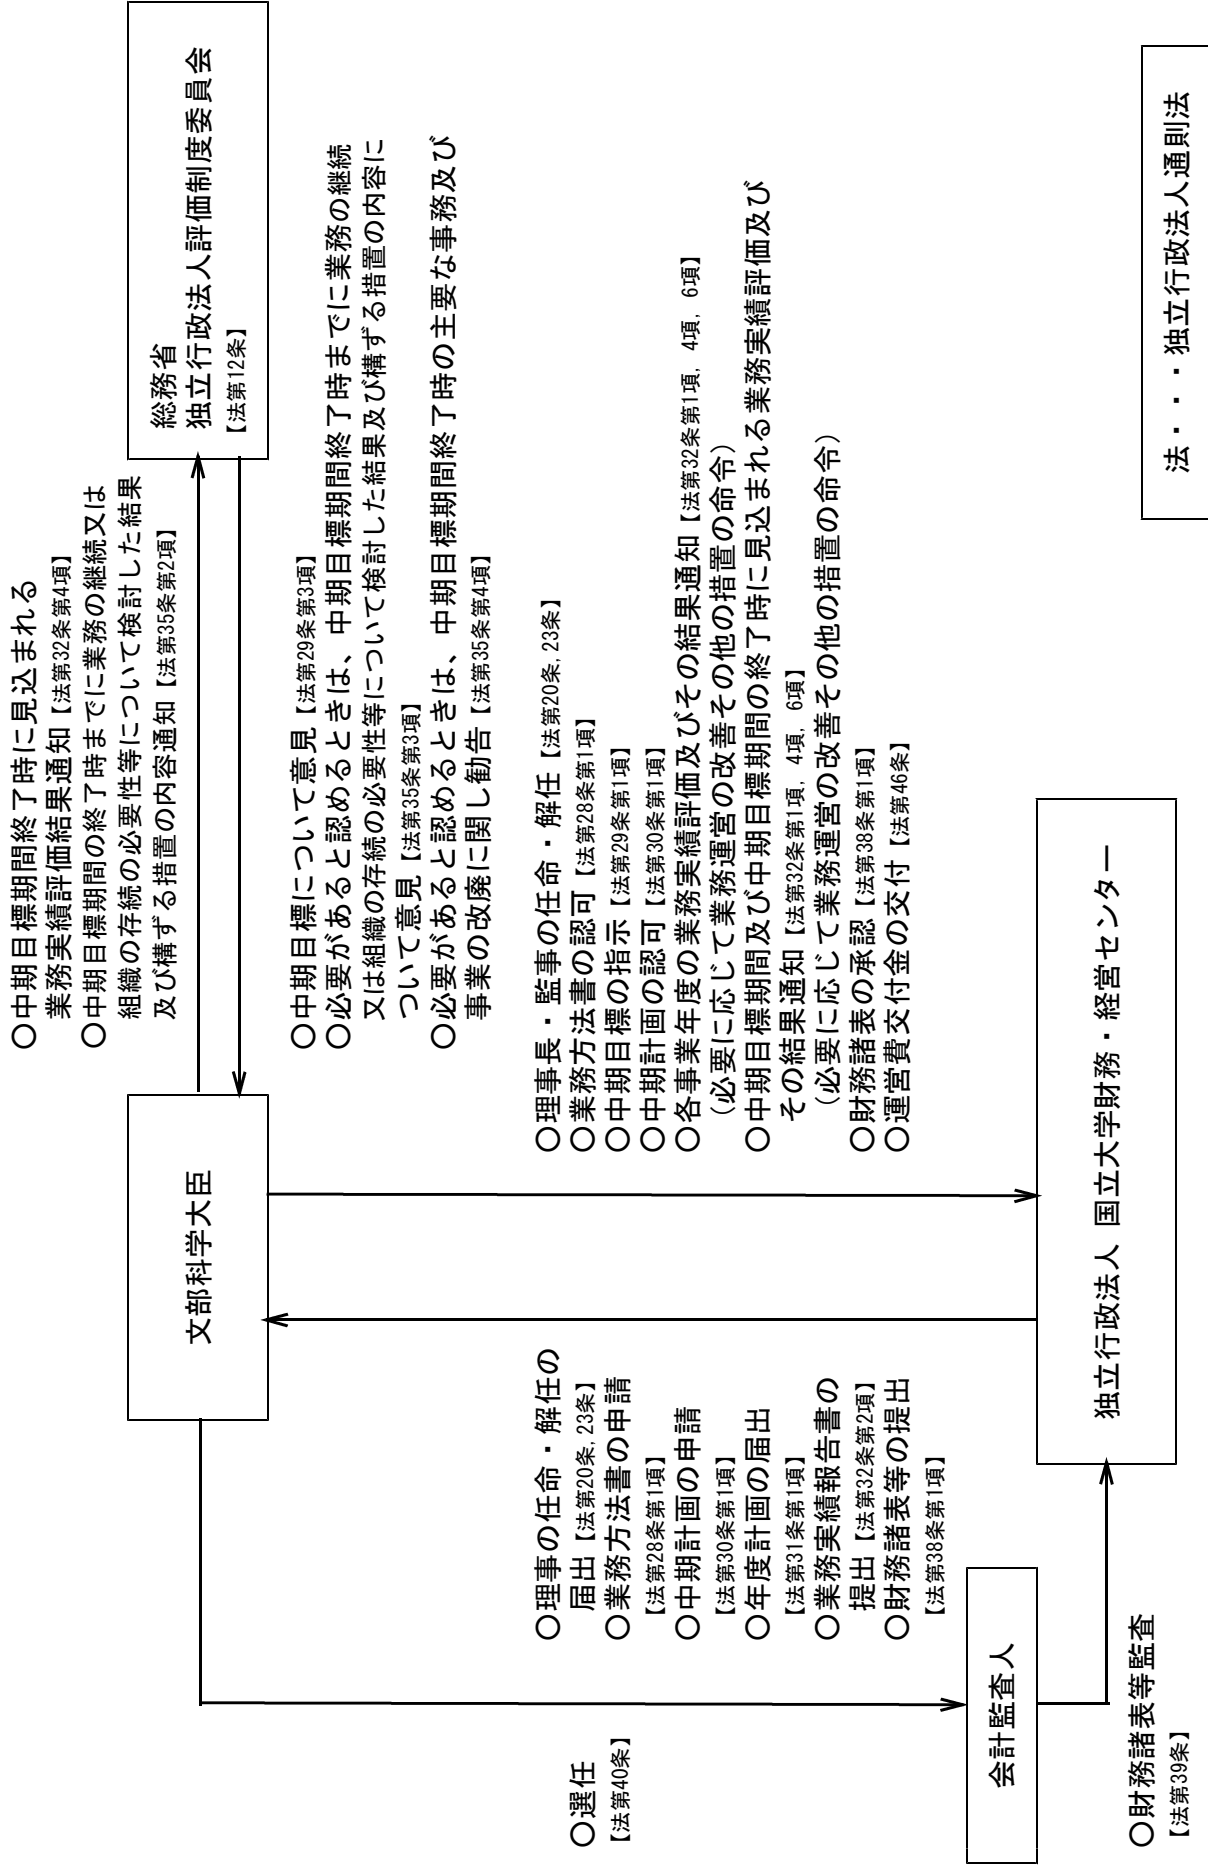 ○中期目標期間終了時に見込まれる
業務実績評価結果通知【法第32条第4項】
○中期目標期間の終了時までに業務の継続又は
組織の存続の必要性等について検討した結果
及び構ずる措置の内容通知【法第35条第2項】
文部科学大臣
総務省
独立行政法人評価制度委員会
【法第12条】
○中期目標について意見【法第29条第3項】
○必要があると認めるときは、中期目標期間終了時までに業務の継続
又は組織の存続の必要性等について検討した結果及び構ずる措置の内容に
ついて意見【法第35条第3項】
○必要があると認めるときは、中期目標期間終了時の主要な事務及び
事業の改廃に関し勧告【法第35条第4項】
○選任
【法第40条】
○理事の任命・解任の
届出【法第20条,23条】
○業務方法書の申請
【法第28条第1項】
○中期計画の申請
【法第30条第1項】
○年度計画の届出
【法第31条第1項】
○業務実績報告書の
提出【法第32条第2項】
○財務諸表等の提出
【法第38条第1項】
○理事長・監事の任命・解任【法第20条,23条】
○業務方法書の認可【法第28条第1項】
○中期目標の指示【法第29条第1項】
○中期計画の認可【法第30条第1項】
○各事業年度の業務実績評価及びその結果通知【法第32条第1項,4項,6項】
(必要に応じて業務運営の改善その他の措置の命令)
○中期目標期間及び中期目標期間の終了時に見込まれる業務実績評価及び
その結果通知【法第32条第1項,4項,6項】
(必要に応じて業務運営の改善その他の措置の命令)
○財務諸表の承認【法第38条第1項】
○運営費交付金の交付【法第46条】
会計監査人
独立行政法人 国立大学財務・経営センター
○財務諸表等監査
【法第39条】
法・・・独立行政法人通則法